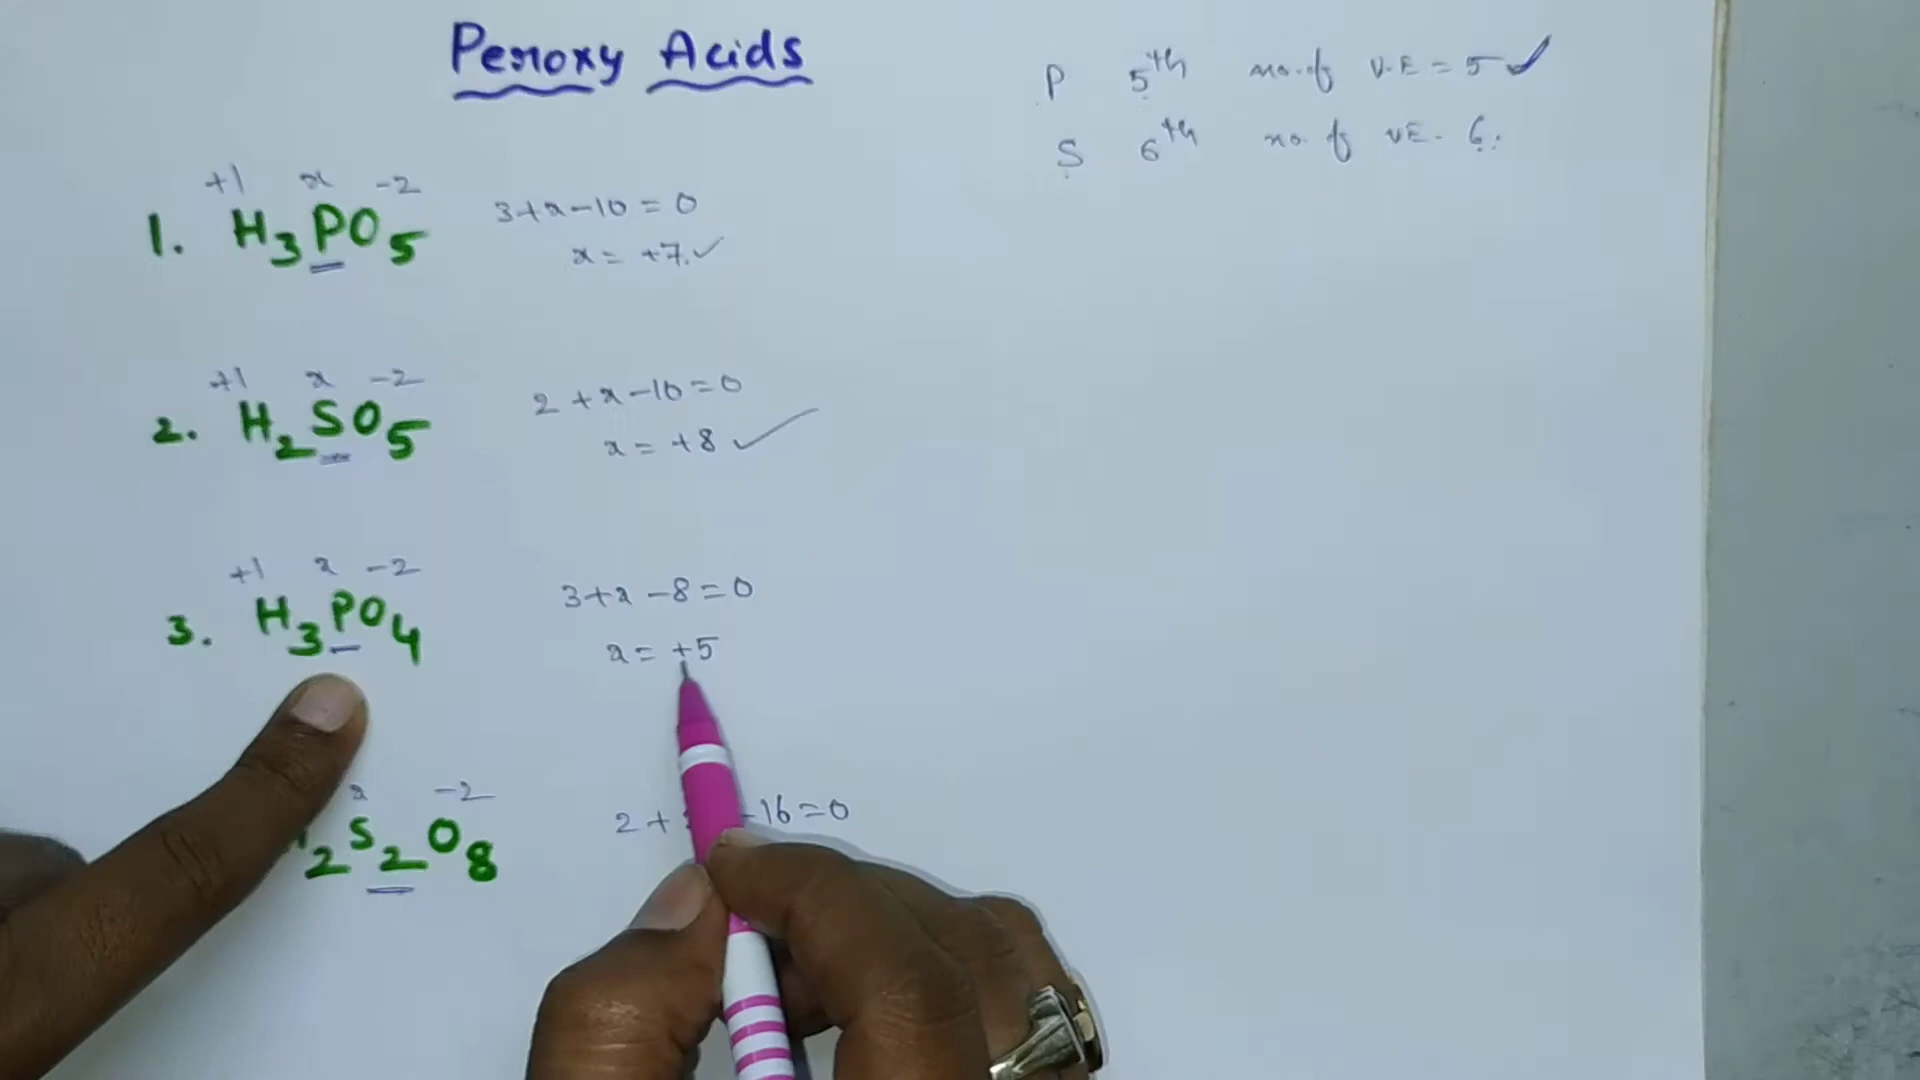 Peroxy Acids
P 5th no. of V.E = 5 ✓
S 6th no. of VE - 6.
+1 x -2
1. H3PO5
3+x-10 = 0
x = +7. ✓
+1 x -2
2. H2SO5
2 + x - 10 = 0
x = +8 ✓
+1 x -2
3. H3PO4
3+x-8=0
x = +5
x -2
2S2O8
2 + -16=0